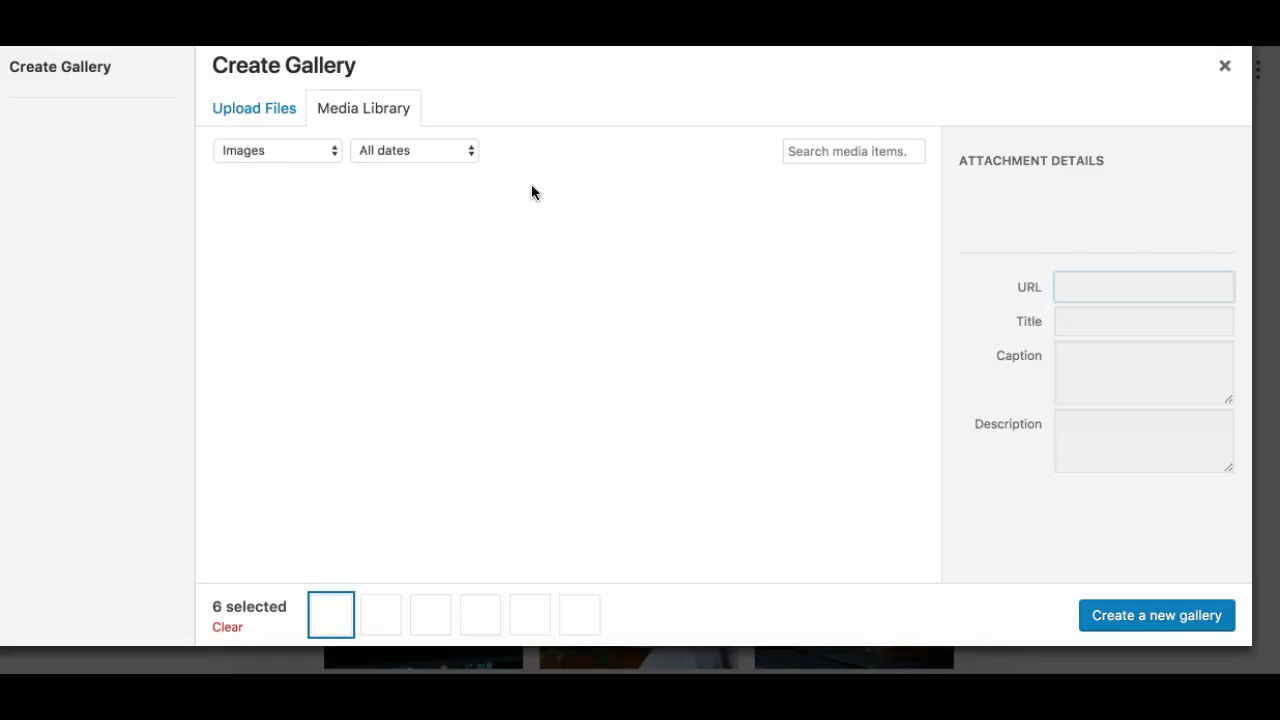 Create Gallery
Create Gallery
Upload Files
Media Library
Images
All dates
Search media items.
ATTACHMENT DETAILS
URL
Title
Caption
Description
6 selected
Clear
Create a new gallery